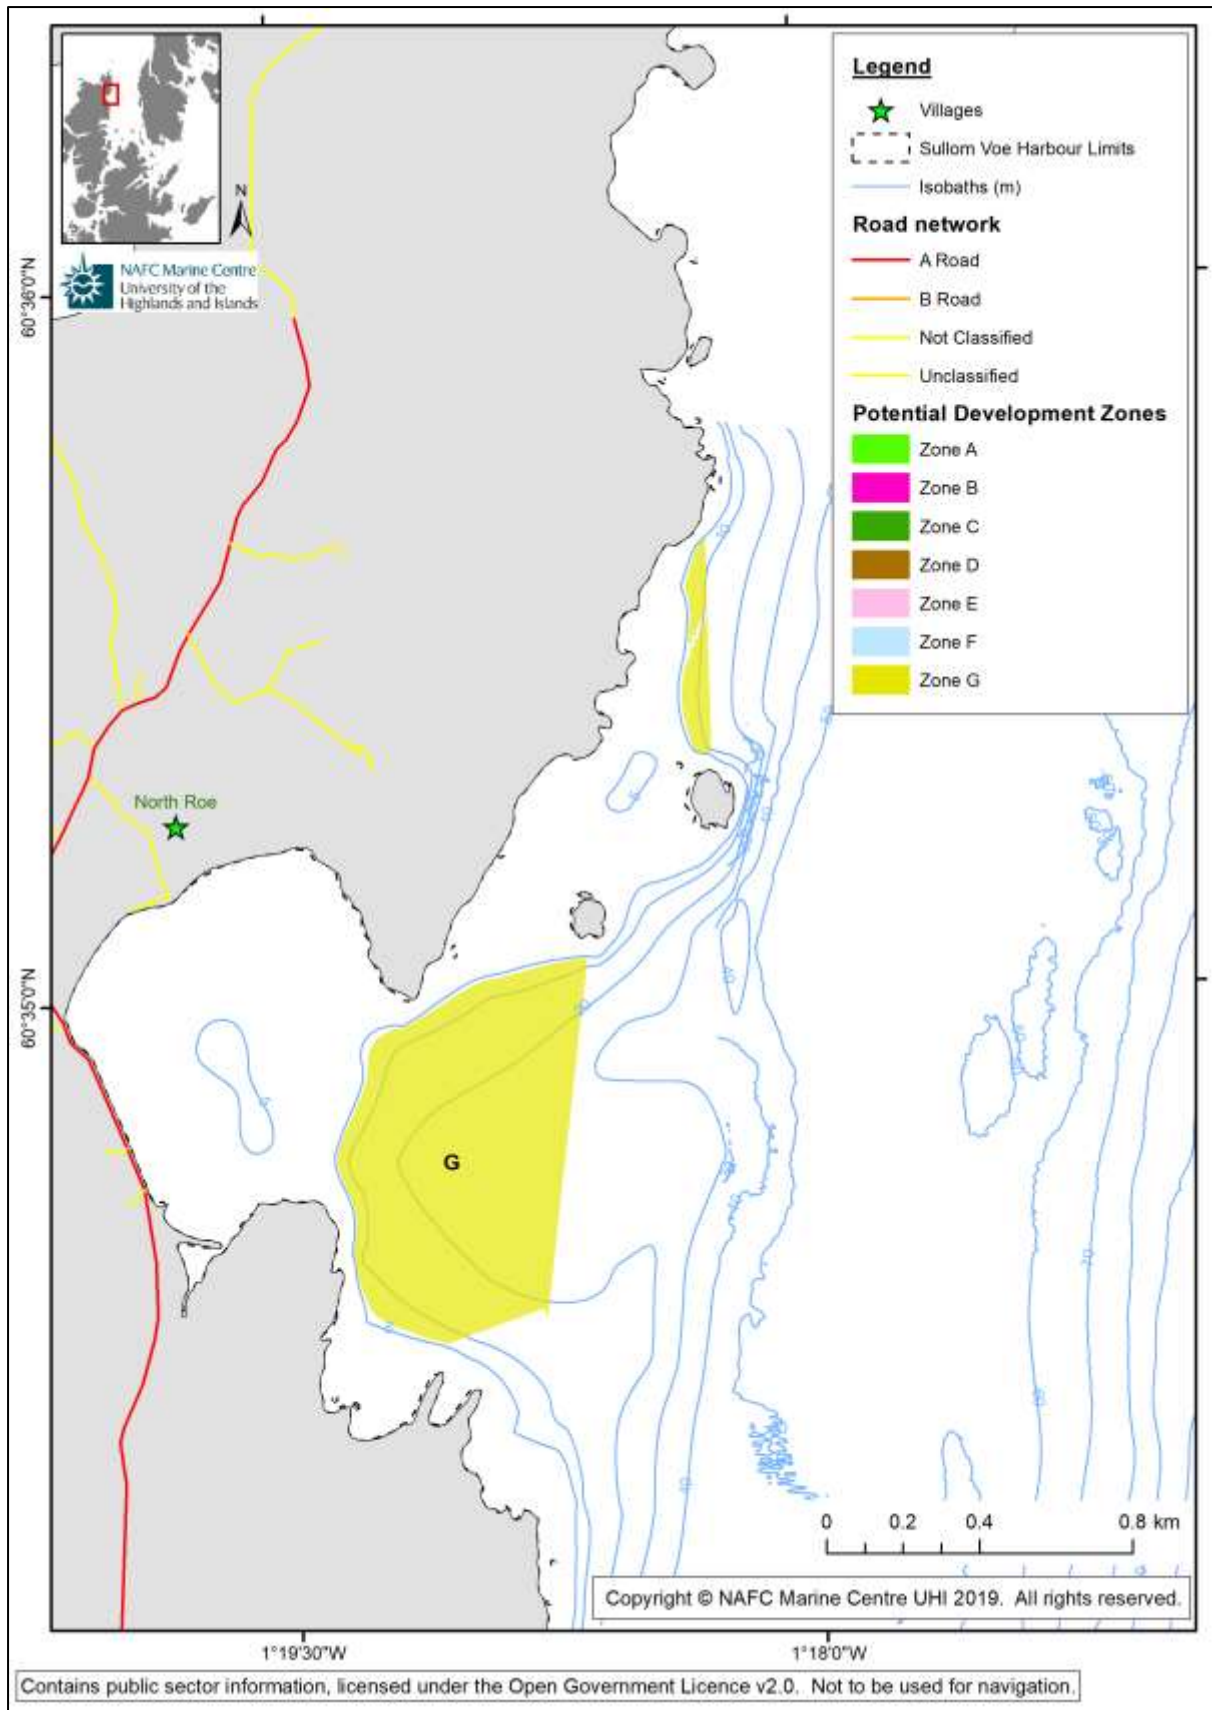 Legend
Villages
Sullom Voe Harbour Limits
Isobaths (m)
Road network
A Road
B Road
Not Classified
Unclassified
Potential Development Zones
Zone A
Zone B
Zone C
Zone D
Zone E
Zone F
Zone G
N
NAFC Marine Centre
University of the
Highlands and Islands
60°36'0"N
60°35'0"N
North Roe
G
40
70
0 0.2 0.4 0.8 km
Copyright © NAFC Marine Centre UHI 2019. All rights reserved.
1°19'30"W 1°18'0"W
Contains public sector information, licensed under the Open Government Licence v2.0. Not to be used for navigation.